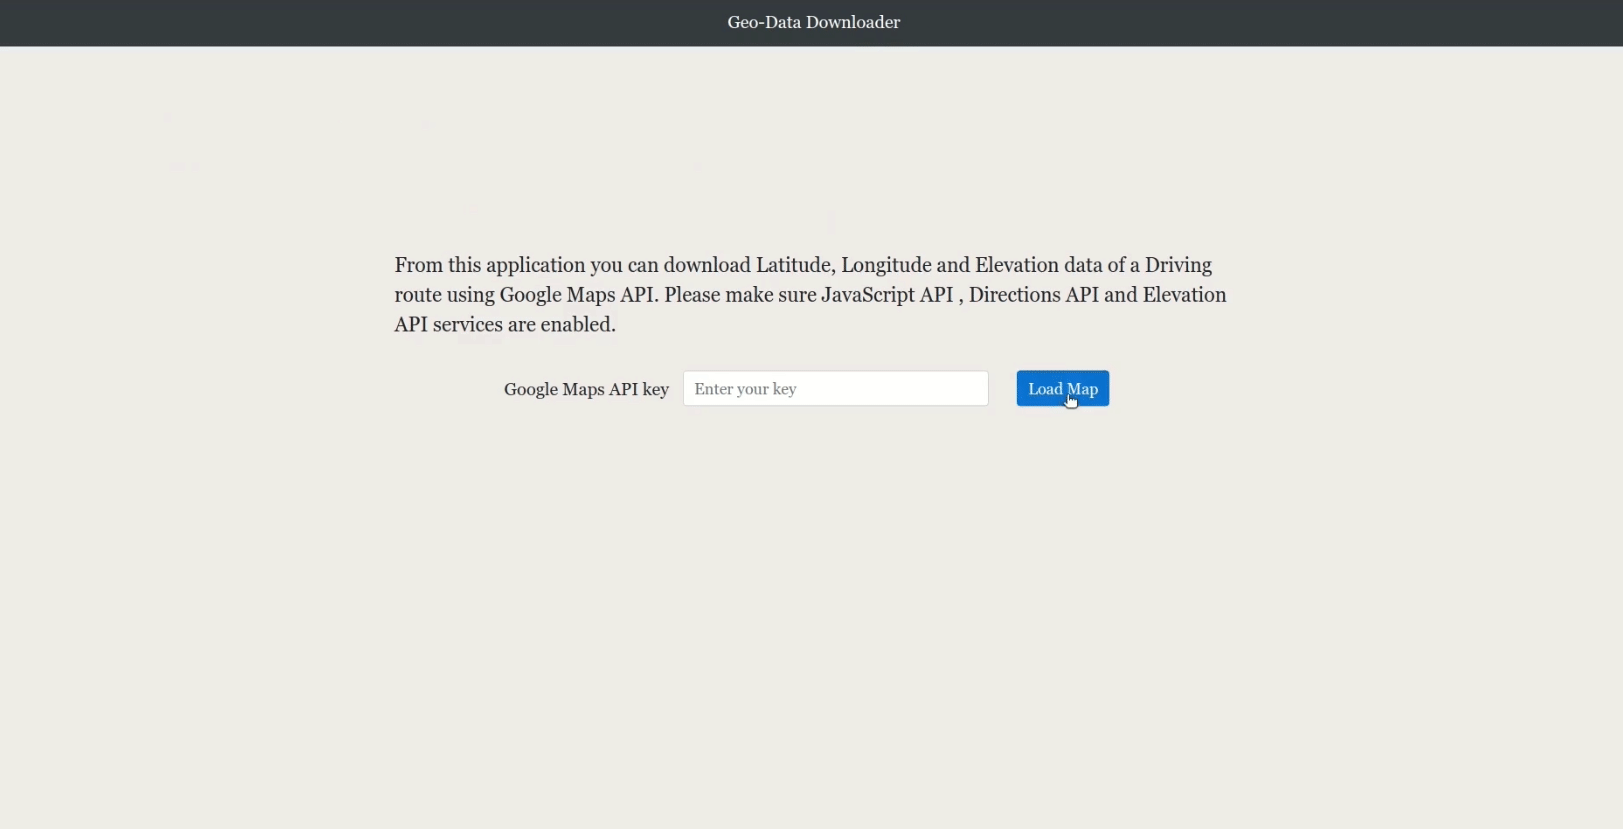 Geo-Data Downloader
From this application you can download Latitude, Longitude and Elevation data of a Driving
route using Google Maps API. Please make sure JavaScript API , Directions API and Elevation
API services are enabled.
Google Maps API key Enter your key Load Map